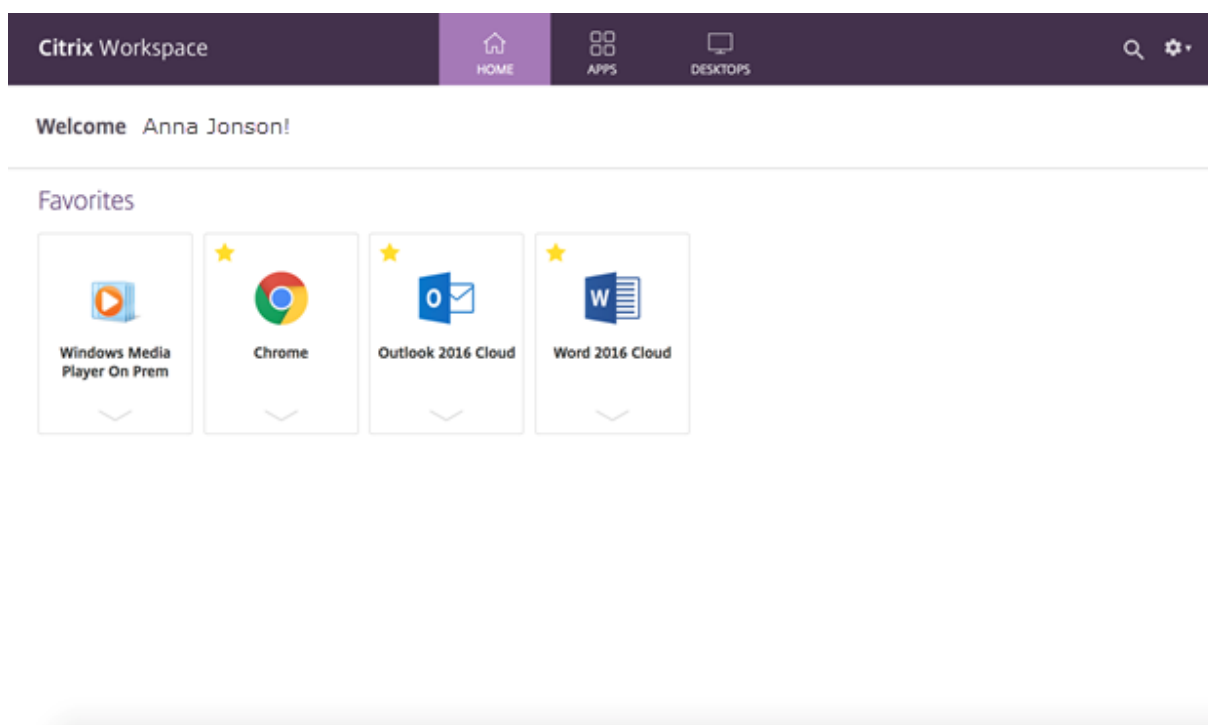 Citrix Workspace
HOME
APPS
DESKTOPS
Welcome Anna Jonson!
Favorites
Windows Media
Player On Prem
Chrome
O
Outlook 2016 Cloud
W
Word 2016 Cloud